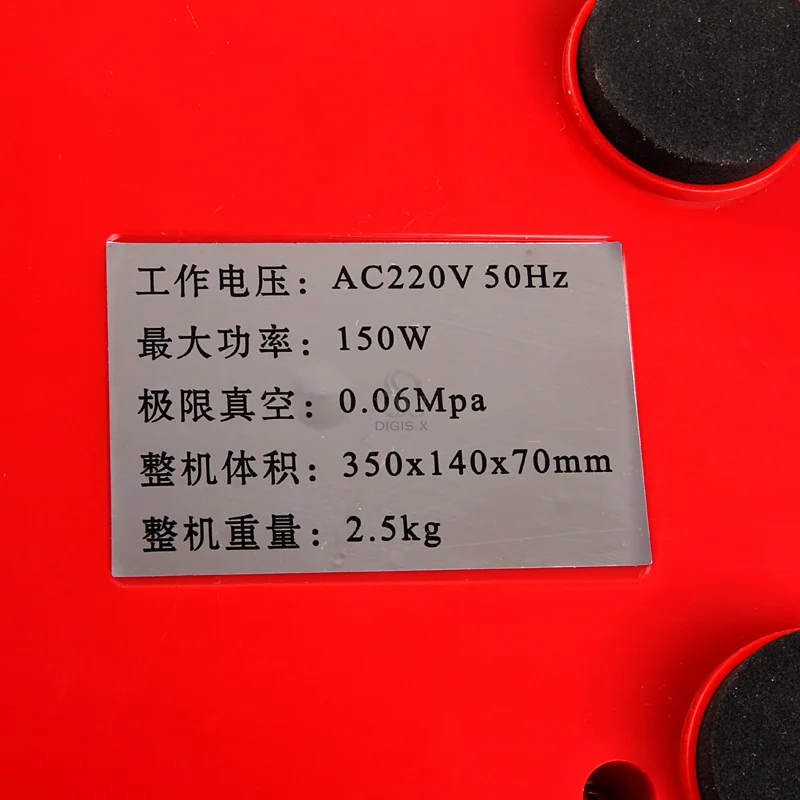 工作电压：AC220V 50Hz
最大功率：150W
极限真空：0.06Mpa
DIGIS X
整机体积：350x140x70mm
整机重量：2.5kg